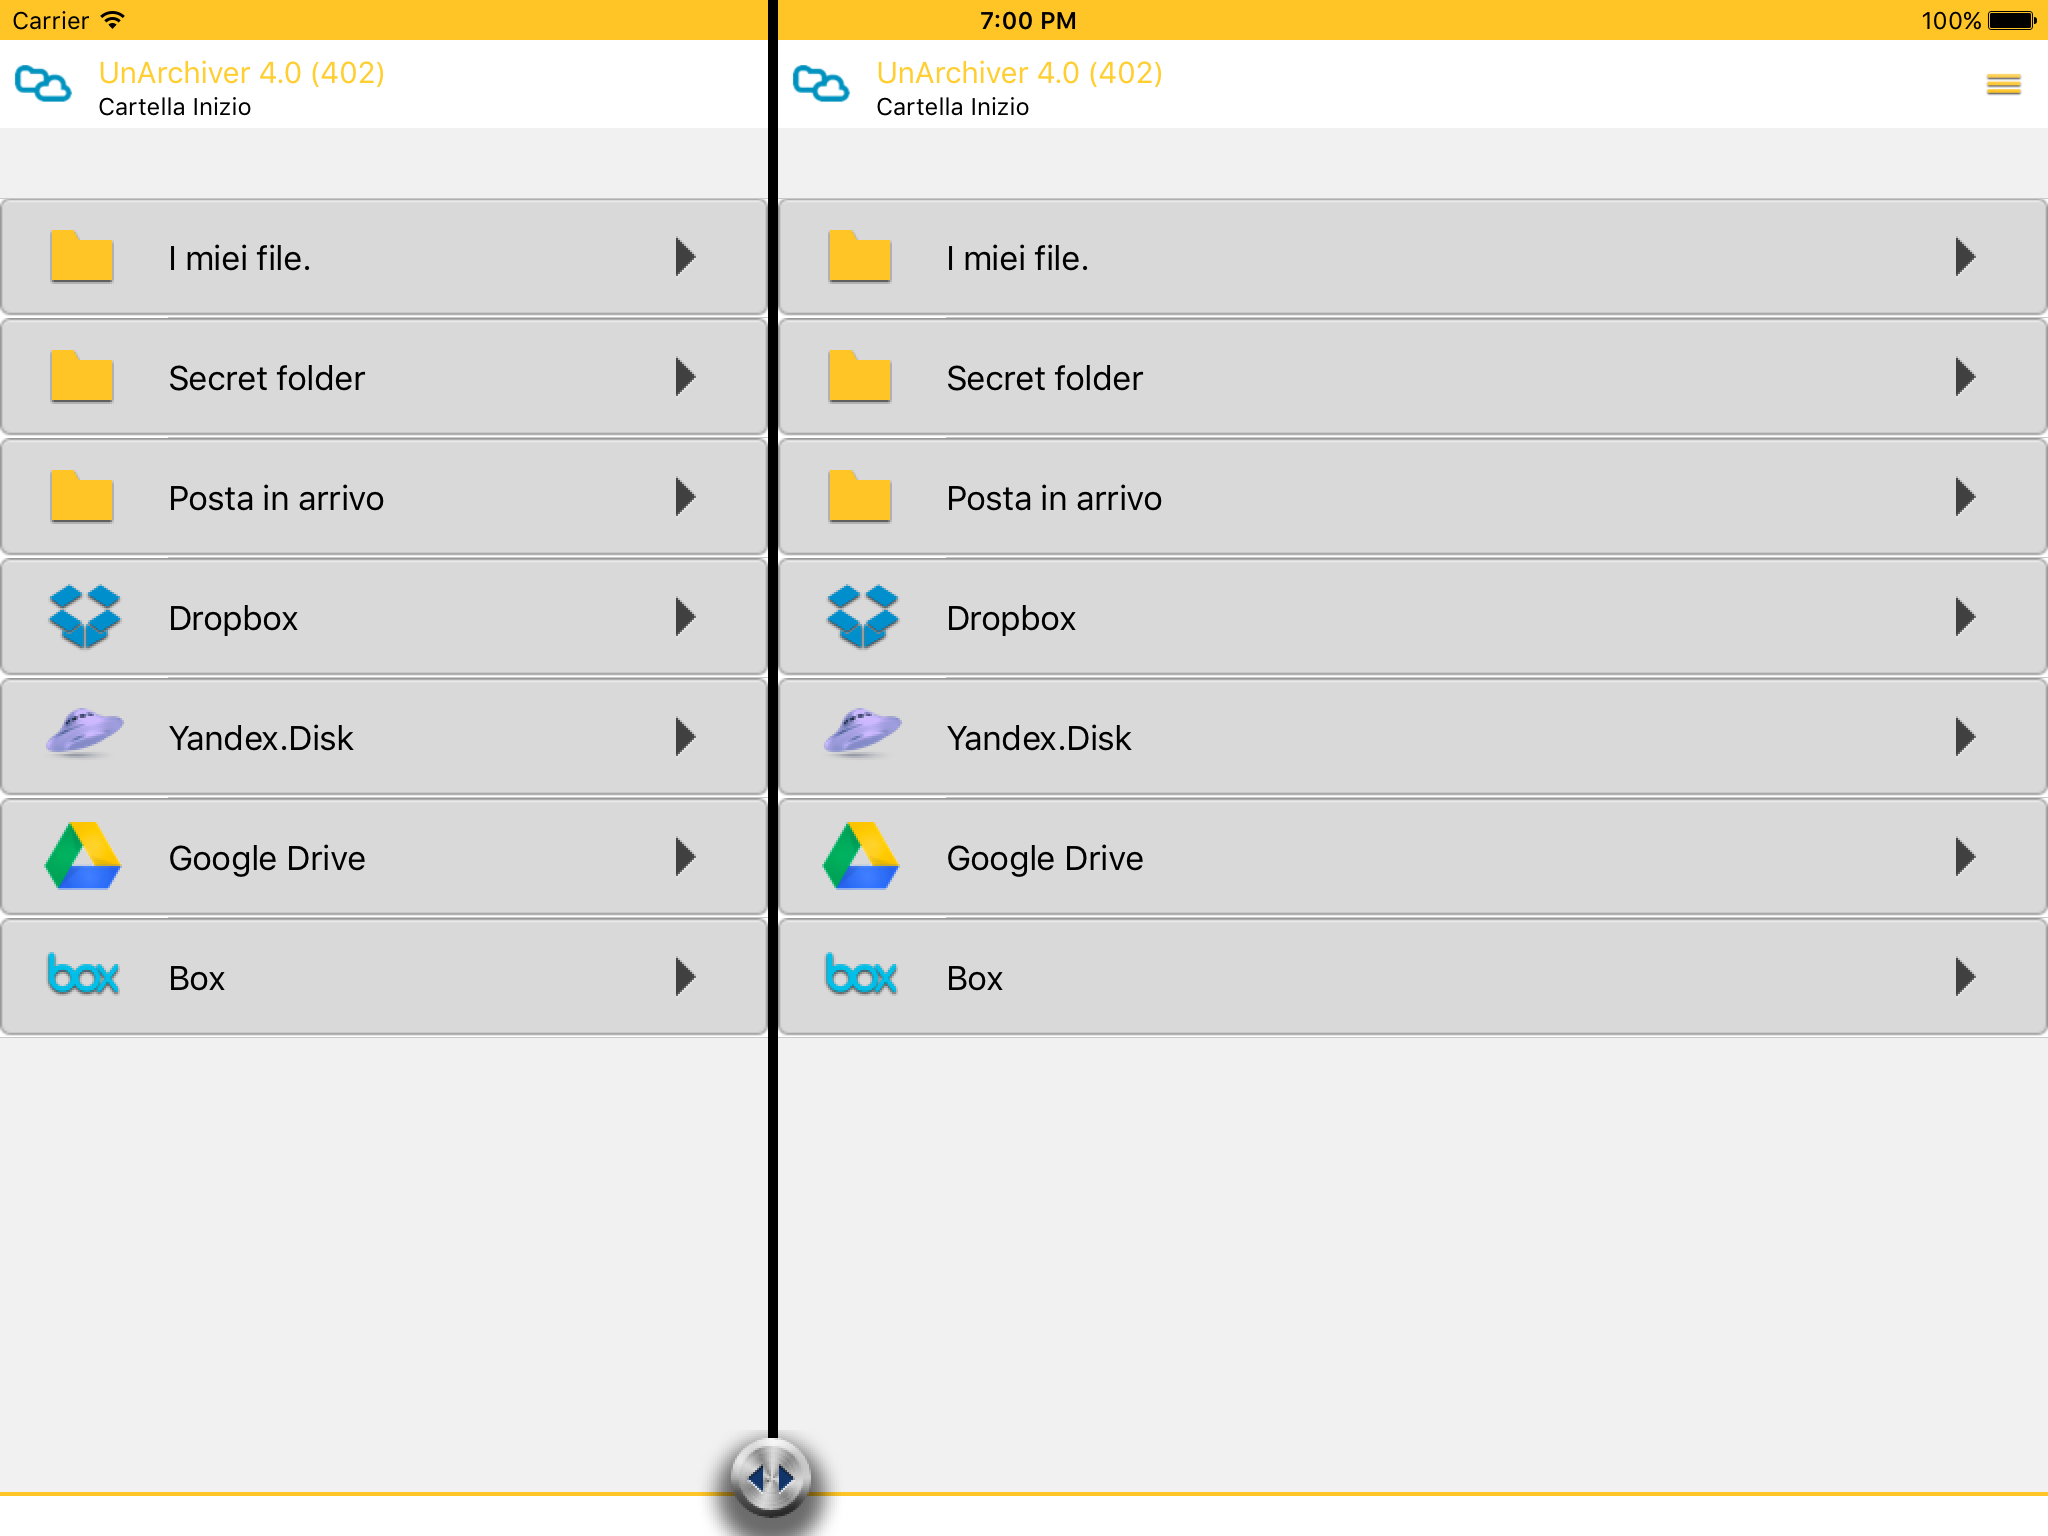 Carrier
7:00 PM
100%
UnArchiver 4.0 (402)
Cartella Inizio
I miei file.
Secret folder
Posta in arrivo
Dropbox
Yandex.Disk
Google Drive
box
Box
UnArchiver 4.0 (402)
Cartella Inizio
I miei file.
Secret folder
Posta in arrivo
Dropbox
Yandex.Disk
Google Drive
box
Box